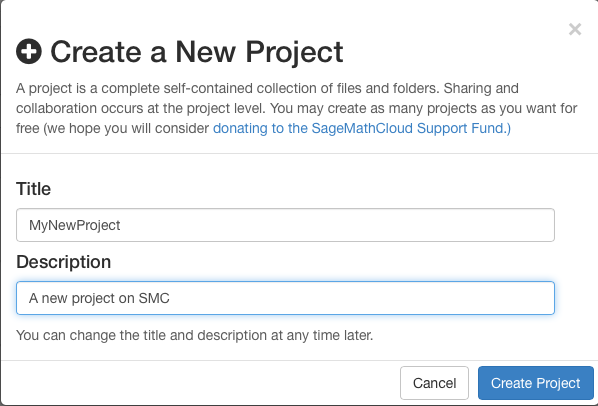 Create a New Project
A project is a complete self-contained collection of files and folders. Sharing and
collaboration occurs at the project level. You may create as many projects as you want for
free (we hope you will consider donating to the SageMathCloud Support Fund.)
Title
MyNewProject
Description
A new project on SMC
You can change the title and description at any time later.
Cancel Create Project